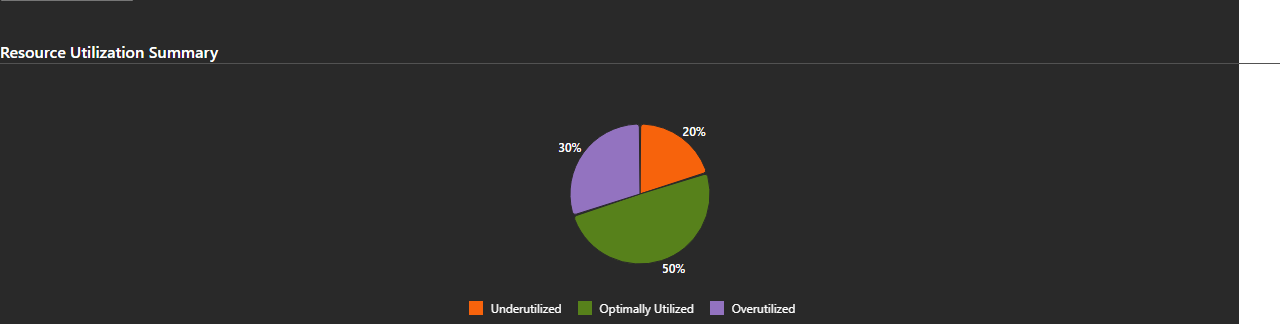 Resource Utilization Summary
20%
30%
50%
Underutilized
Optimally Utilized
Overutilized